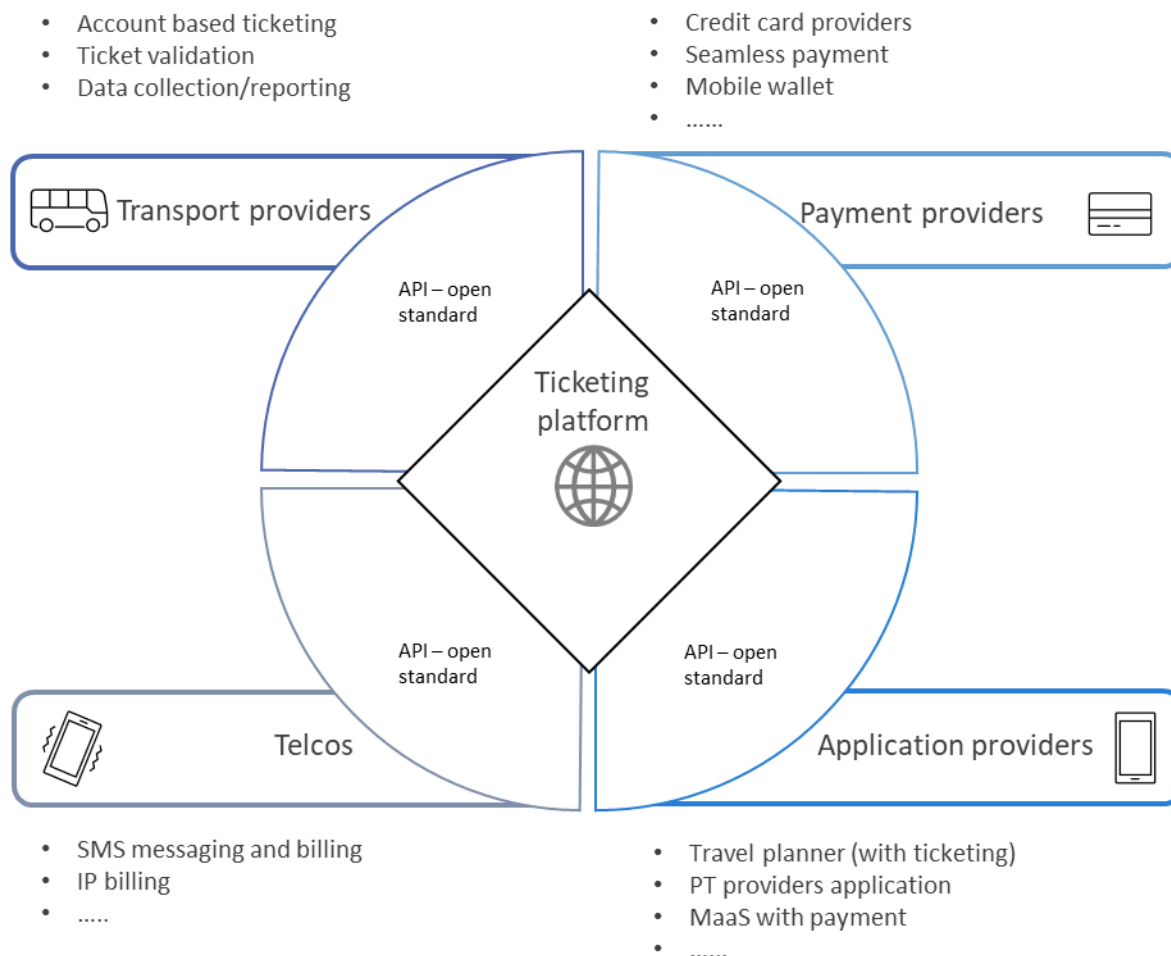 • Account based ticketing
• Ticket validation
• Data collection/reporting
• Credit card providers
• Seamless payment
• Mobile wallet
• ......
Transport providers
Payment providers
API – open
standard
API – open
standard
Ticketing
platform
API – open
standard
API – open
standard
Telcos
Application providers
• SMS messaging and billing
• IP billing
• .....
• Travel planner (with ticketing)
• PT providers application
• MaaS with payment
• ......